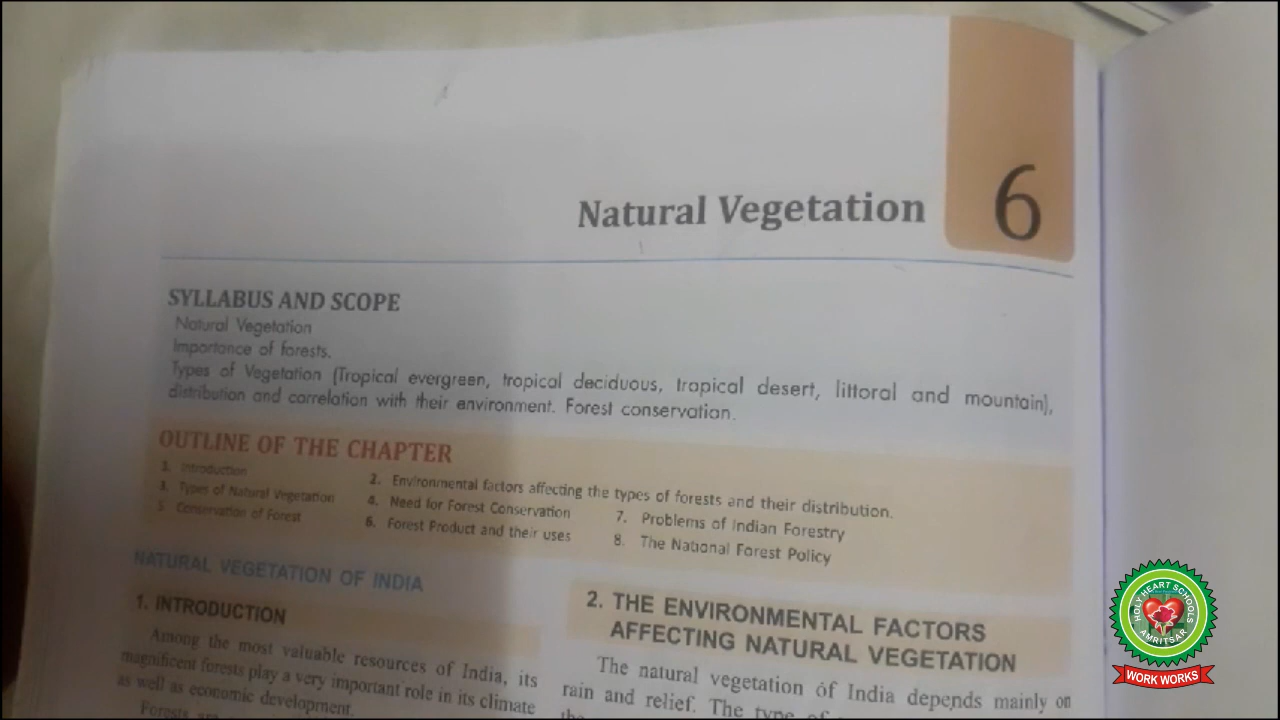 6
Natural Vegetation
SYLLABUS AND SCOPE
Natural Vegetation
Importance of forests.
Types of Vegetation (Tropical evergreen, tropical deciduous, tropical desert, littoral and mountain),
distribution and correlation with their environment. Forest conservation.
OUTLINE OF THE CHAPTER
1. Introduction
2. Environmental factors affecting the types of forests and their distribution.
3. Types of Natural Vegetation
4. Need for Forest Conservation
7. Problems of Indian Forestry
5. Conservation of Forest
6. Forest Product and their uses
8. The National Forest Policy
NATURAL VEGETATION OF INDIA
1. INTRODUCTION
Among the most valuable resources of India, its
magnificent forests play a very important role in its climate
as well as economic development.
Forests
2. THE ENVIRONMENTAL FACTORS
AFFECTING NATURAL VEGETATION
The natural vegetation of India depends mainly on
rain and relief. The type of
HOLY HEART SCHOOLS
AMRITSAR
WORK WORKS